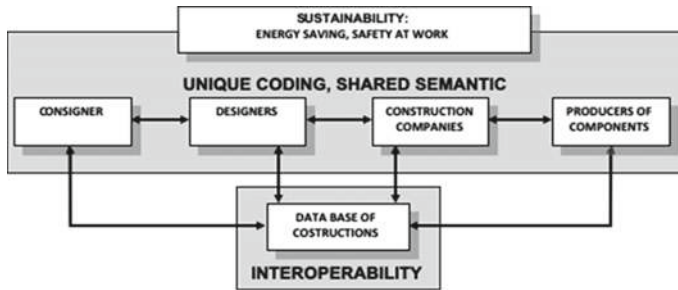 SUSTAINABILITY:
ENERGY SAVING, SAFETY AT WORK
UNIQUE CODING, SHARED SEMANTIC
CONSIGNER
DESIGNERS
CONSTRUCTION
COMPANIES
PRODUCERS OF
COMPONENTS
DATA BASE OF
COSTRUCTIONS
INTEROPERABILITY